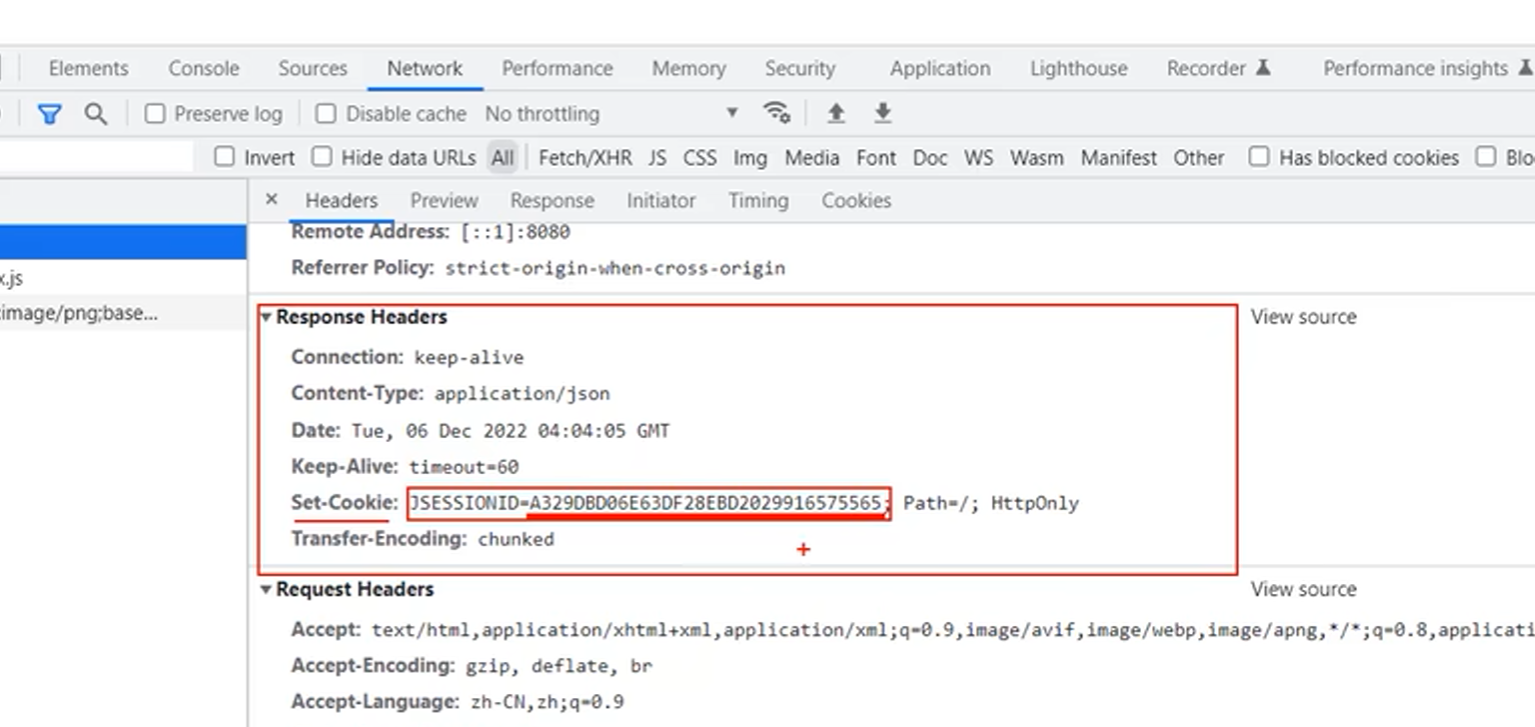 Elements Console Sources Network Performance Memory Security Application Lighthouse Recorder Performance insights
Preserve log Disable cache No throttling
Invert Hide data URLs All Fetch/XHR JS CSS Img Media Font Doc WS Wasm Manifest Other Has blocked cookies Blo
× Headers Preview Response Initiator Timing Cookies
Remote Address: [::1]:8080
x.js
Referrer Policy: strict-origin-when-cross-origin
image/png;base...
Response Headers View source
Connection: keep-alive
Content-Type: application/json
Date: Tue, 06 Dec 2022 04:04:05 GMT
Keep-Alive: timeout=60
Set-Cookie: JSESSIONID=A329DBD06E63DF28EBD2029916575565; Path=/; HttpOnly
Transfer-Encoding: chunked
Request Headers View source
Accept: text/html,application/xhtml+xml,application/xml;q=0.9,image/avif,image/webp,image/apng,*/*;q=0.8,applicati
Accept-Encoding: gzip, deflate, br
Accept-Language: zh-CN,zh;q=0.9